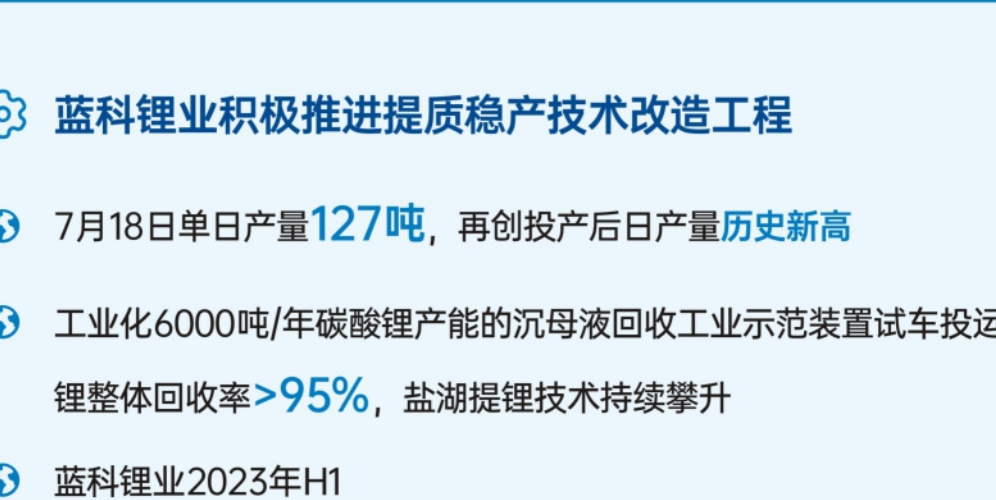 蓝科锂业积极推进提质稳产技术改造工程
7月18日单日产量127吨，再创投产后日产量历史新高
工业化6000吨/年碳酸锂产能的沉母液回收工业示范装置试车投运
锂整体回收率>95%，盐湖提锂技术持续攀升
蓝科锂业2023年H1